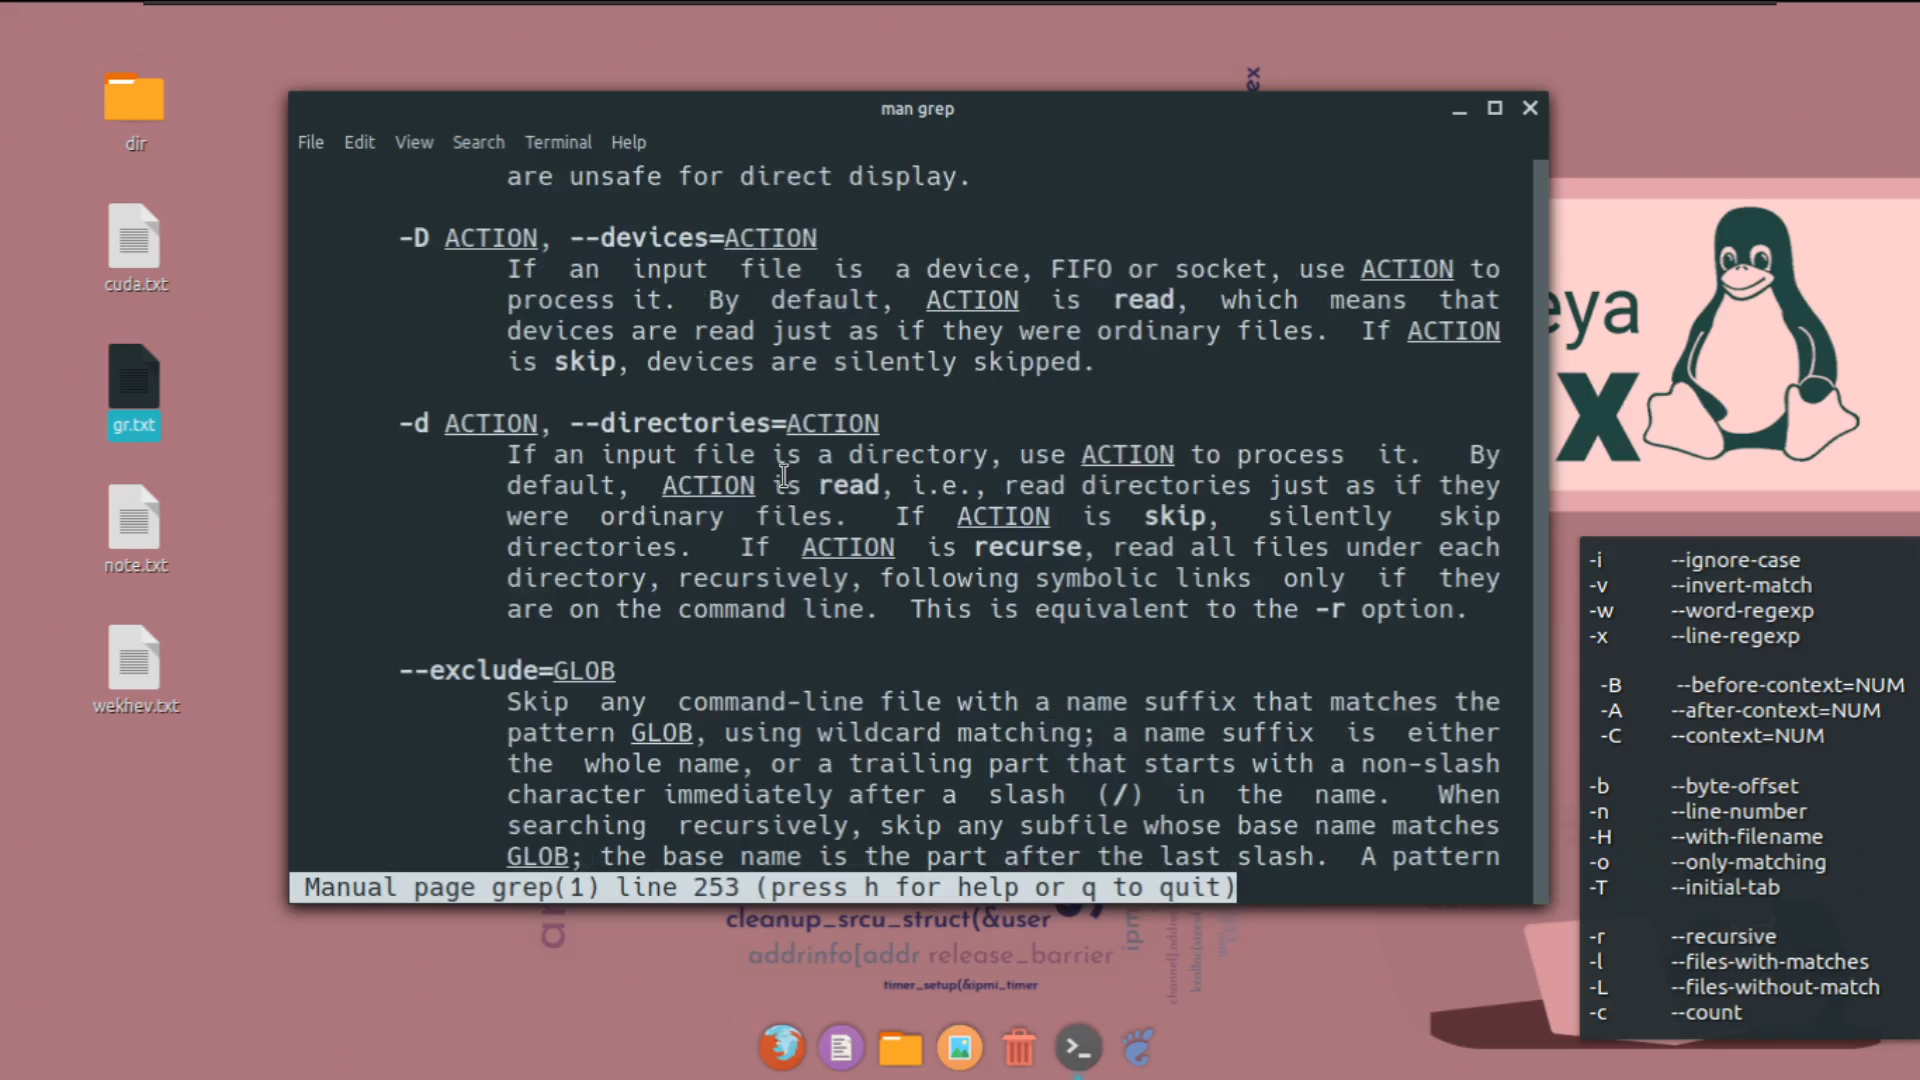 ex
man grep
File Edit View Search Terminal Help
are unsafe for direct display.
-D ACTION, --devices=ACTION
If an input file is a device, FIFO or socket, use ACTION to
process it. By default, ACTION is read, which means that
devices are read just as if they were ordinary files. If ACTION
is skip, devices are silently skipped.
-d ACTION, --directories=ACTION
If an input file is a directory, use ACTION to process it. By
default, ACTION is read, i.e., read directories just as if they
were ordinary files. If ACTION is skip, silently skip
directories. If ACTION is recurse, read all files under each
directory, recursively, following symbolic links only if they
are on the command line. This is equivalent to the -r option.
--exclude=GLOB
Skip any command-line file with a name suffix that matches the
pattern GLOB, using wildcard matching; a name suffix is either
the whole name, or a trailing part that starts with a non-slash
character immediately after a slash (/) in the name. When
searching recursively, skip any subfile whose base name matches
GLOB; the base name is the part after the last slash. A pattern
Manual page grep(1) line 253 (press h for help or q to quit)
dir
cuda.txt
gr.txt
note.txt
wekhev.txt
eya
X
-i --ignore-case
-v --invert-match
-w --word-regexp
-x --line-regexp
-B --before-context=NUM
-A --after-context=NUM
-C --context=NUM
-b --byte-offset
-n --line-number
-H --with-filename
-o --only-matching
-T --initial-tab
-r --recursive
-l --files-with-matches
-L --files-without-match
-c --count
cleanup_srcu_struct(&user
addrinfo[addr release_barrier
timer_setup(&ipmi_timer
ipm